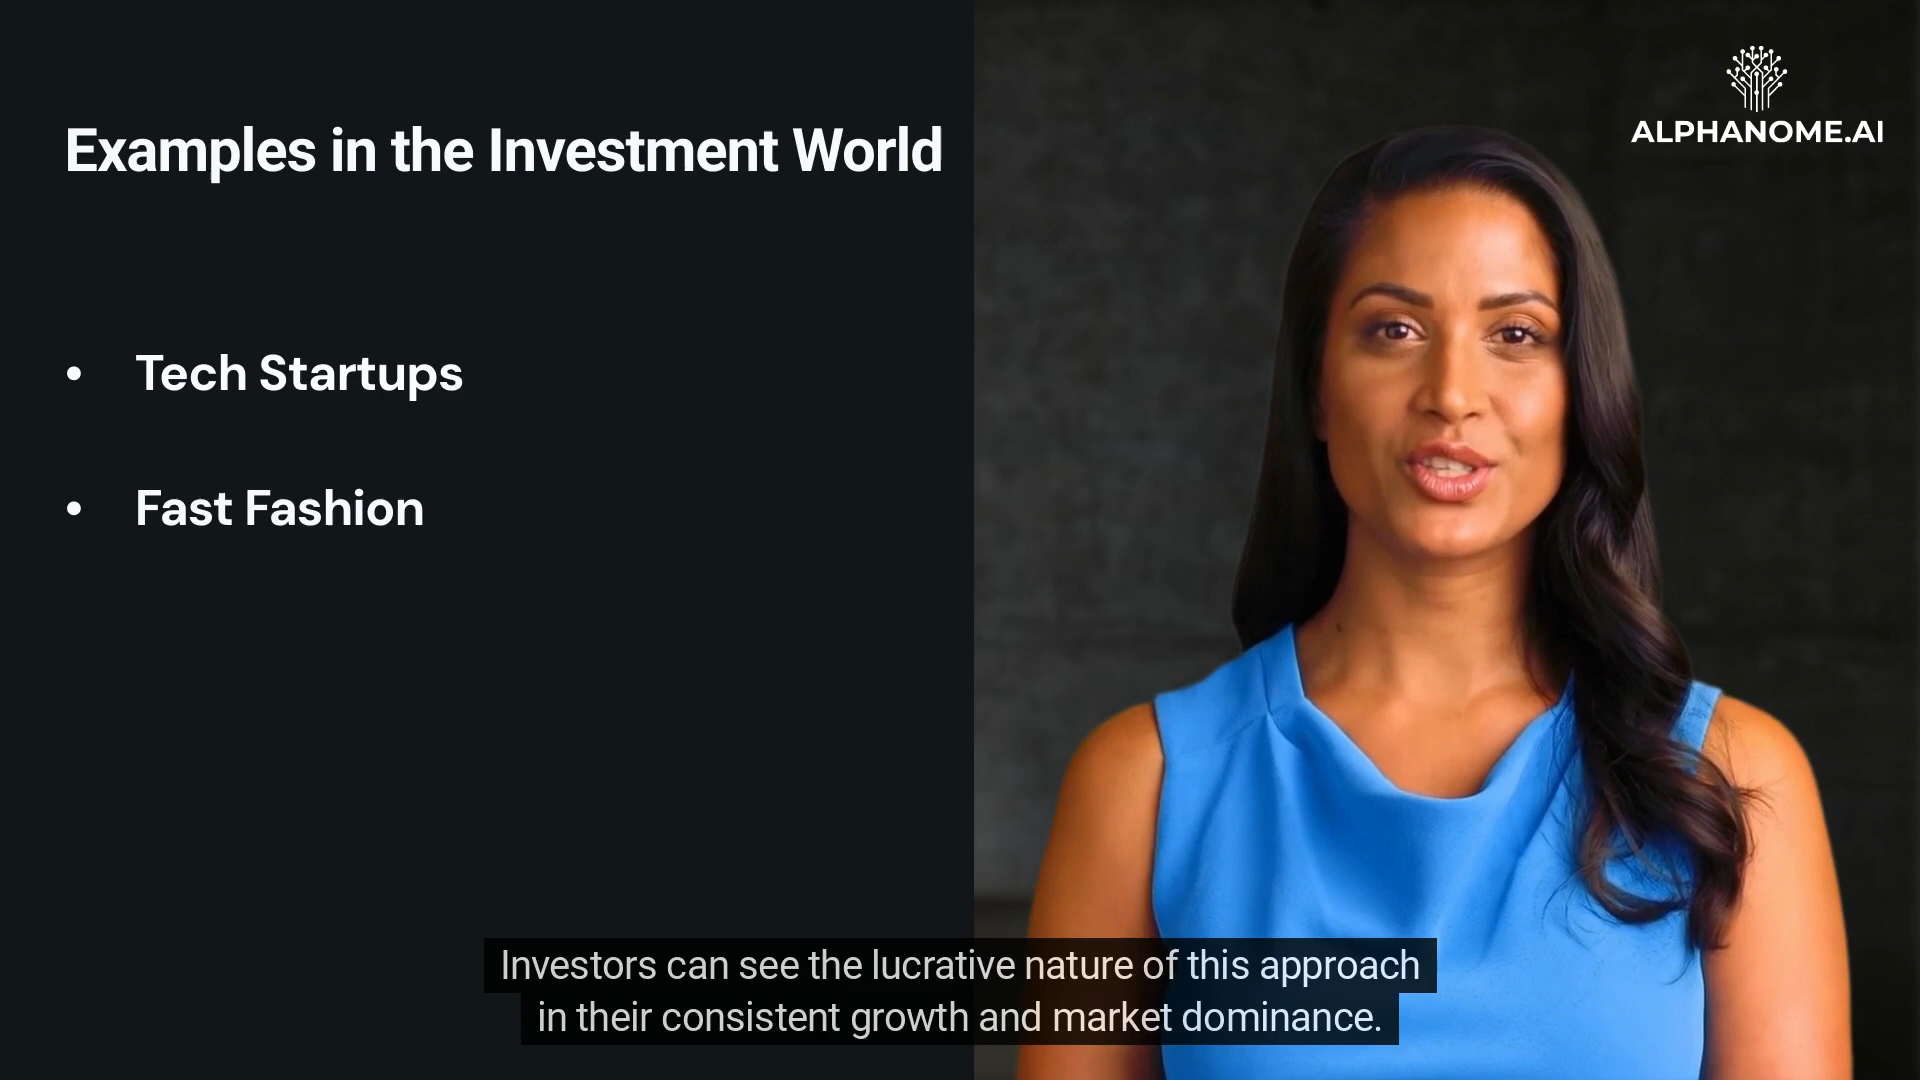 ALPHANOME.AI
Examples in the Investment World
• Tech Startups
• Fast Fashion
Investors can see the lucrative nature of this approach
in their consistent growth and market dominance.